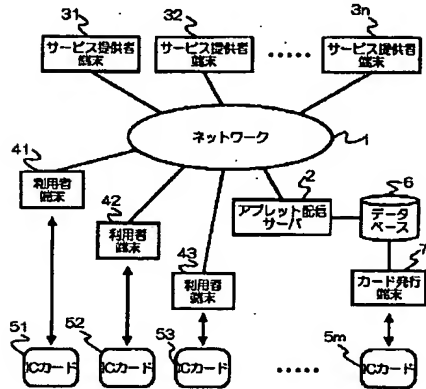 31
32
3n
サービス提供者
端末
サービス提供者
端末
サービス提供者
端末
ネットワーク
1
41
利用者
端末
42
利用者
端末
43
利用者
端末
2
アプレット配信
サーバ
6
データ
ベース
7
カード発行
端末
51
ICカード
52
ICカード
53
ICカード
5m
ICカード